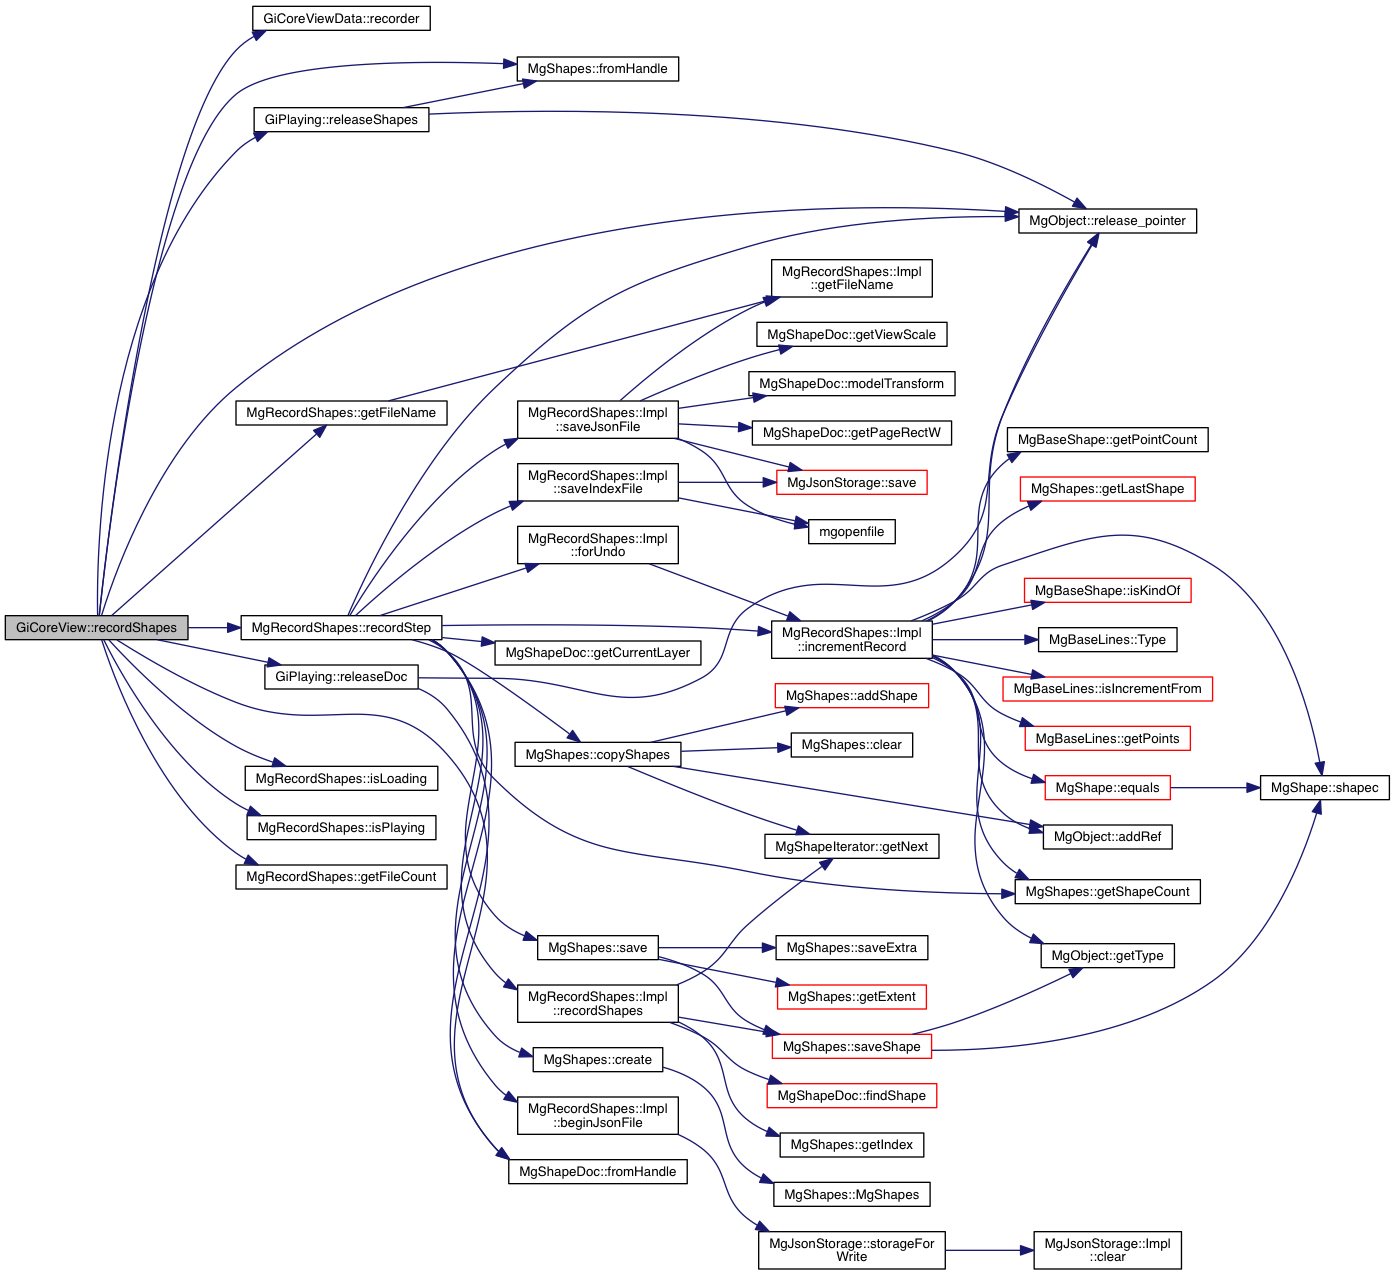 GiCoreViewData::recorder
MgShapes::fromHandle
GiPlaying::releaseShapes
MgObject::release_pointer
MgRecordShapes::Impl
::getFileName
MgShapeDoc::getViewScale
MgShapeDoc::modelTransform
MgRecordShapes::getFileName
MgRecordShapes::Impl
::saveJsonFile
MgShapeDoc::getPageRectW
MgBaseShape::getPointCount
MgRecordShapes::Impl
::saveIndexFile
MgJsonStorage::save
MgShapes::getLastShape
mgopenfile
MgRecordShapes::Impl
::forUndo
MgBaseShape::isKindOf
GiCoreView::recordShapes
MgRecordShapes::recordStep
MgShapeDoc::getCurrentLayer
MgRecordShapes::Impl
::incrementRecord
MgBaseLines::Type
GiPlaying::releaseDoc
MgBaseLines::isIncrementFrom
MgShapes::addShape
MgBaseLines::getPoints
MgShapes::copyShapes
MgShapes::clear
MgRecordShapes::isLoading
MgShape::equals
MgShape::shapec
MgRecordShapes::isPlaying
MgObject::addRef
MgShapeIterator::getNext
MgRecordShapes::getFileCount
MgShapes::getShapeCount
MgShapes::save
MgShapes::saveExtra
MgObject::getType
MgRecordShapes::Impl
::recordShapes
MgShapes::getExtent
MgShapes::saveShape
MgShapes::create
MgShapeDoc::findShape
MgRecordShapes::Impl
::beginJsonFile
MgShapes::getIndex
MgShapeDoc::fromHandle
MgShapes::MgShapes
MgJsonStorage::storageFor
Write
MgJsonStorage::Impl
::clear